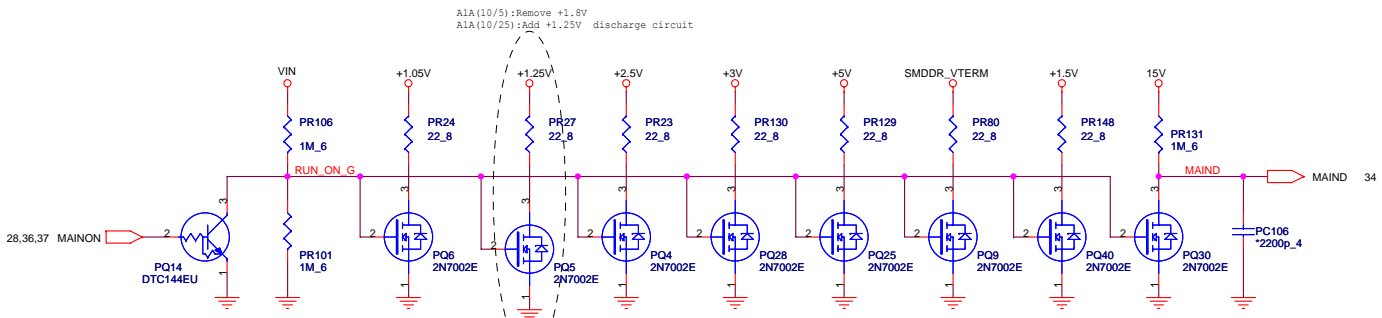 A1A(10/5):Remove +1.8V
A1A(10/25):Add +1.25V discharge circuit
VIN
+1.05V
+1.25V
+2.5V
+3V
+5V
SMDDR_VTERM
+1.5V
15V
PR106
1M_6
PR24
22_8
PR27
22_8
PR23
22_8
PR130
22_8
PR129
22_8
PR80
22_8
PR148
22_8
PR131
1M_6
RUN_ON_G
MAIND
MAIND 34
3
3
3
3
3
3
3
3
3
28,36,37 MAINON
2
2
2
2
2
2
2
2
2
1
1
1
1
1
1
1
1
1
PQ14
DTC144EU
PR101
1M_6
PQ6
2N7002E
PQ5
2N7002E
PQ4
2N7002E
PQ28
2N7002E
PQ25
2N7002E
PQ9
2N7002E
PQ40
2N7002E
PQ30
2N7002E
PC106
*2200p_4